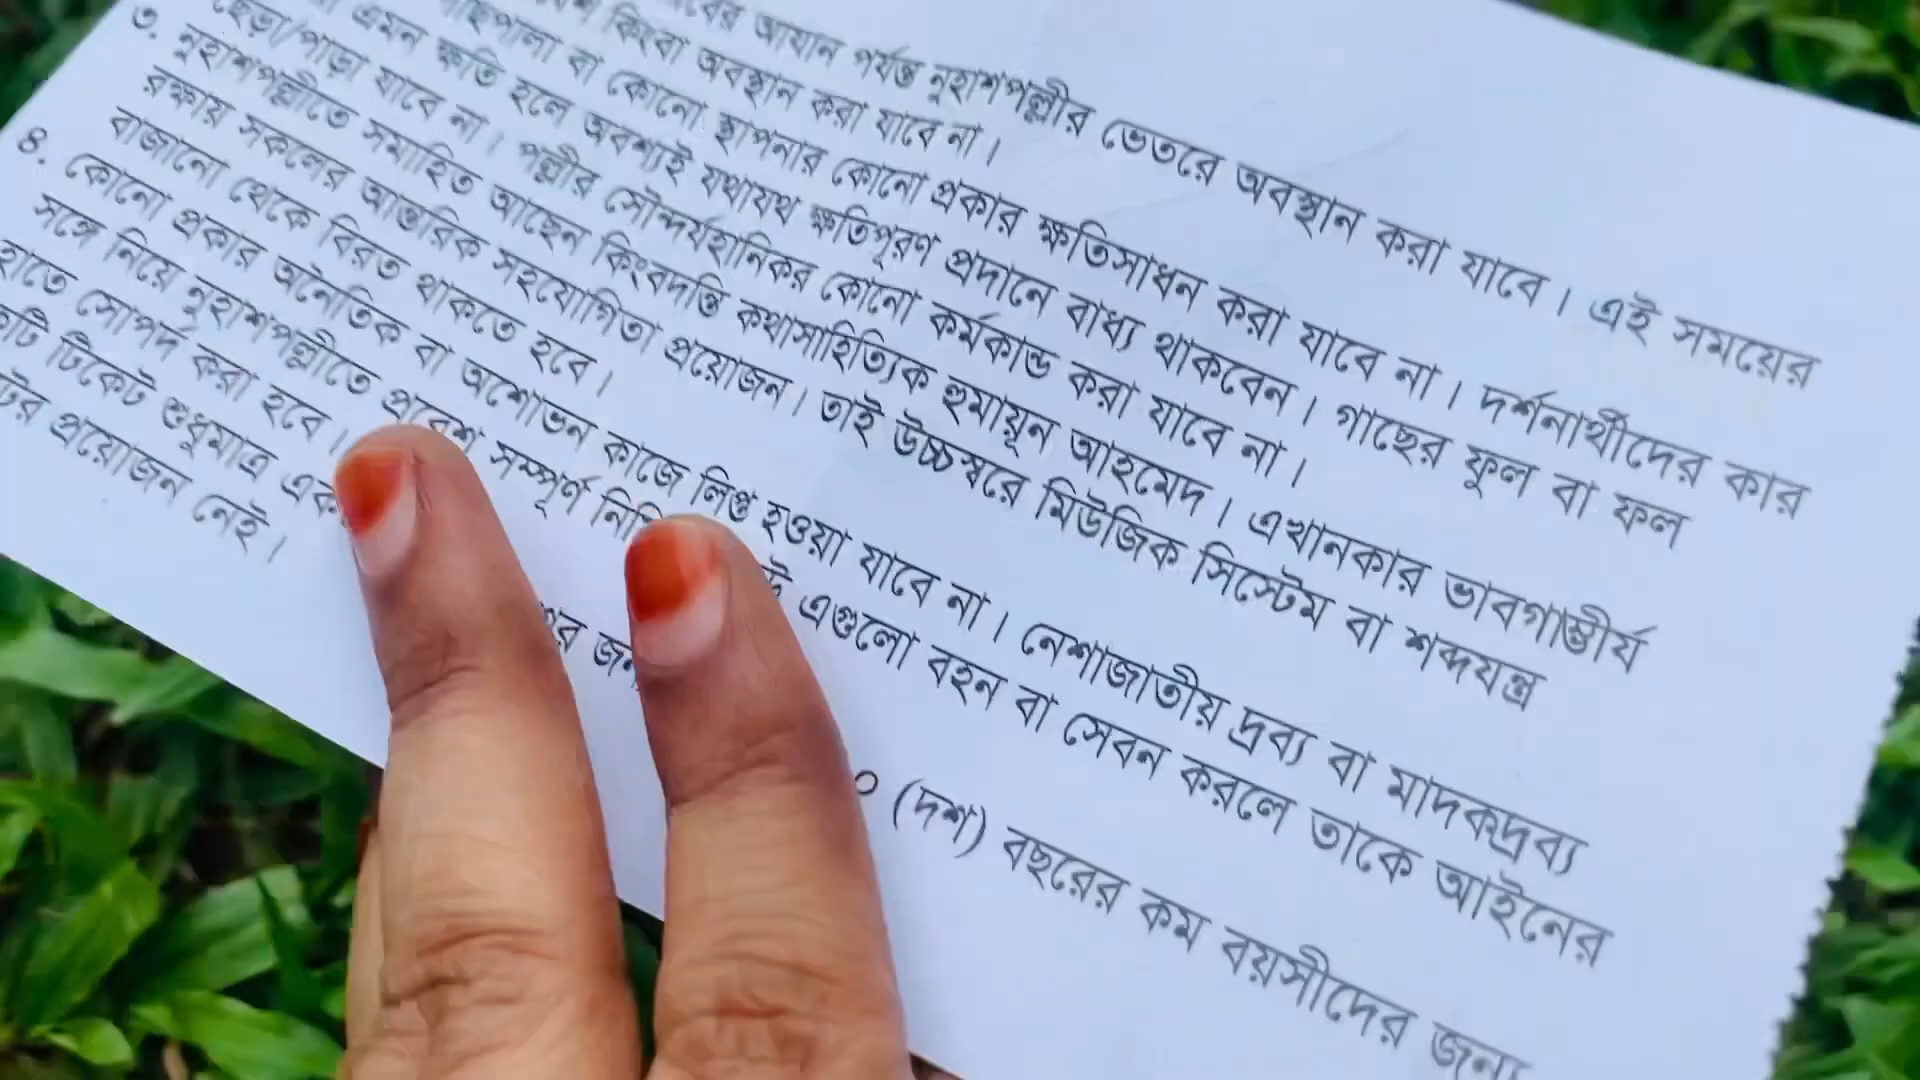 আযান পর্যন্ত নুহাশপল্লীর ভেতরে অবস্থান করা যাবে। এই সময়ের
কিংবা অবস্থান করা যাবে না।
বা কোনো স্থাপনার কোনো প্রকার ক্ষতিসাধন করা যাবে না। দর্শনার্থীদের কার
এমন ক্ষতি হলে অবশ্যই যথাযথ ক্ষতিপূরণ প্রদানে বাধ্য থাকবেন। গাছের ফুল বা ফল
ছেড়া/পাড়া যাবে না। পল্লীর সৌন্দর্যহানিকর কোনো কর্মকান্ড করা যাবে না।
৩. নুহাশপল্লীতে সমাহিত আছেন কিংবদন্তি কথাসাহিত্যিক হুমায়ূন আহমেদ। এখানকার ভাবগাম্ভীর্য
রক্ষায় সকলের আন্তরিক সহযোগিতা প্রয়োজন। তাই উচ্চস্বরে মিউজিক সিস্টেম বা শব্দযন্ত্র
বাজানো থেকে বিরত থাকতে হবে।
৪. কোনো প্রকার অনৈতিক বা অশোভন কাজে লিপ্ত হওয়া যাবে না। নেশাজাতীয় দ্রব্য বা মাদকদ্রব্য
সঙ্গে নিয়ে নুহাশপল্লীতে প্রবেশ সম্পূর্ণ এগুলো বহন বা সেবন করলে তাকে আইনের
হাতে সোপর্দ করা হবে।
টিকেট শুধুমাত্র (দশ) বছরের কম বয়সীদের জন্য
প্রয়োজন নেই।